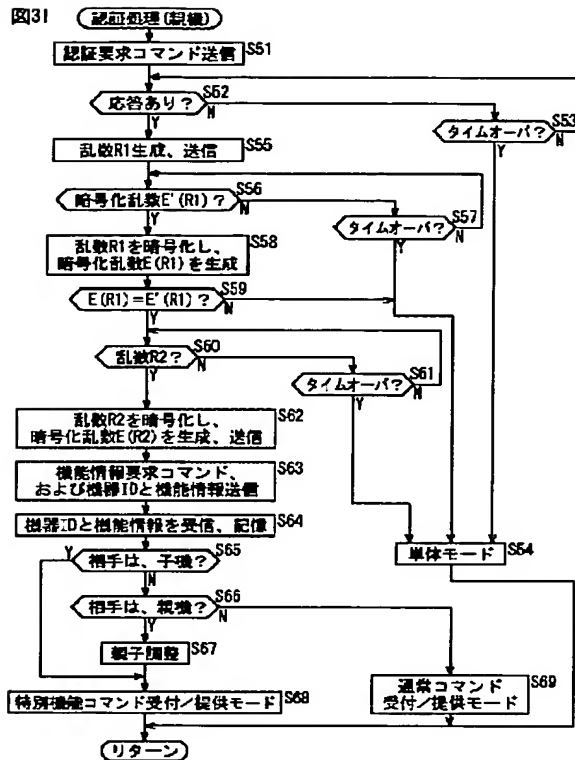 図31
認証処理(親機)
認証要求コマンド送信 S51
応答あり? S52
Y
N
タイムオーバ? S53
Y
N
乱数R1生成、送信 S55
暗号化乱数E'(R1)? S56
Y
N
タイムオーバ? S57
Y
N
乱数R1を暗号化し、
暗号化乱数E(R1)を生成 S58
E(R1)=E'(R1)? S59
Y
N
乱数R2? S60
Y
N
タイムオーバ? S61
Y
N
乱数R2を暗号化し、
暗号化乱数E(R2)を生成、送信 S62
機能情報要求コマンド、
および機器IDと機能情報送信 S63
機器IDと機能情報を受信、記憶 S64
単体モード S54
相手は、子機? S65
Y
N
相手は、親機? S66
Y
N
親子調整 S67
特別機能コマンド受付/提供モード S68
通常コマンド
受付/提供モード S69
リターン